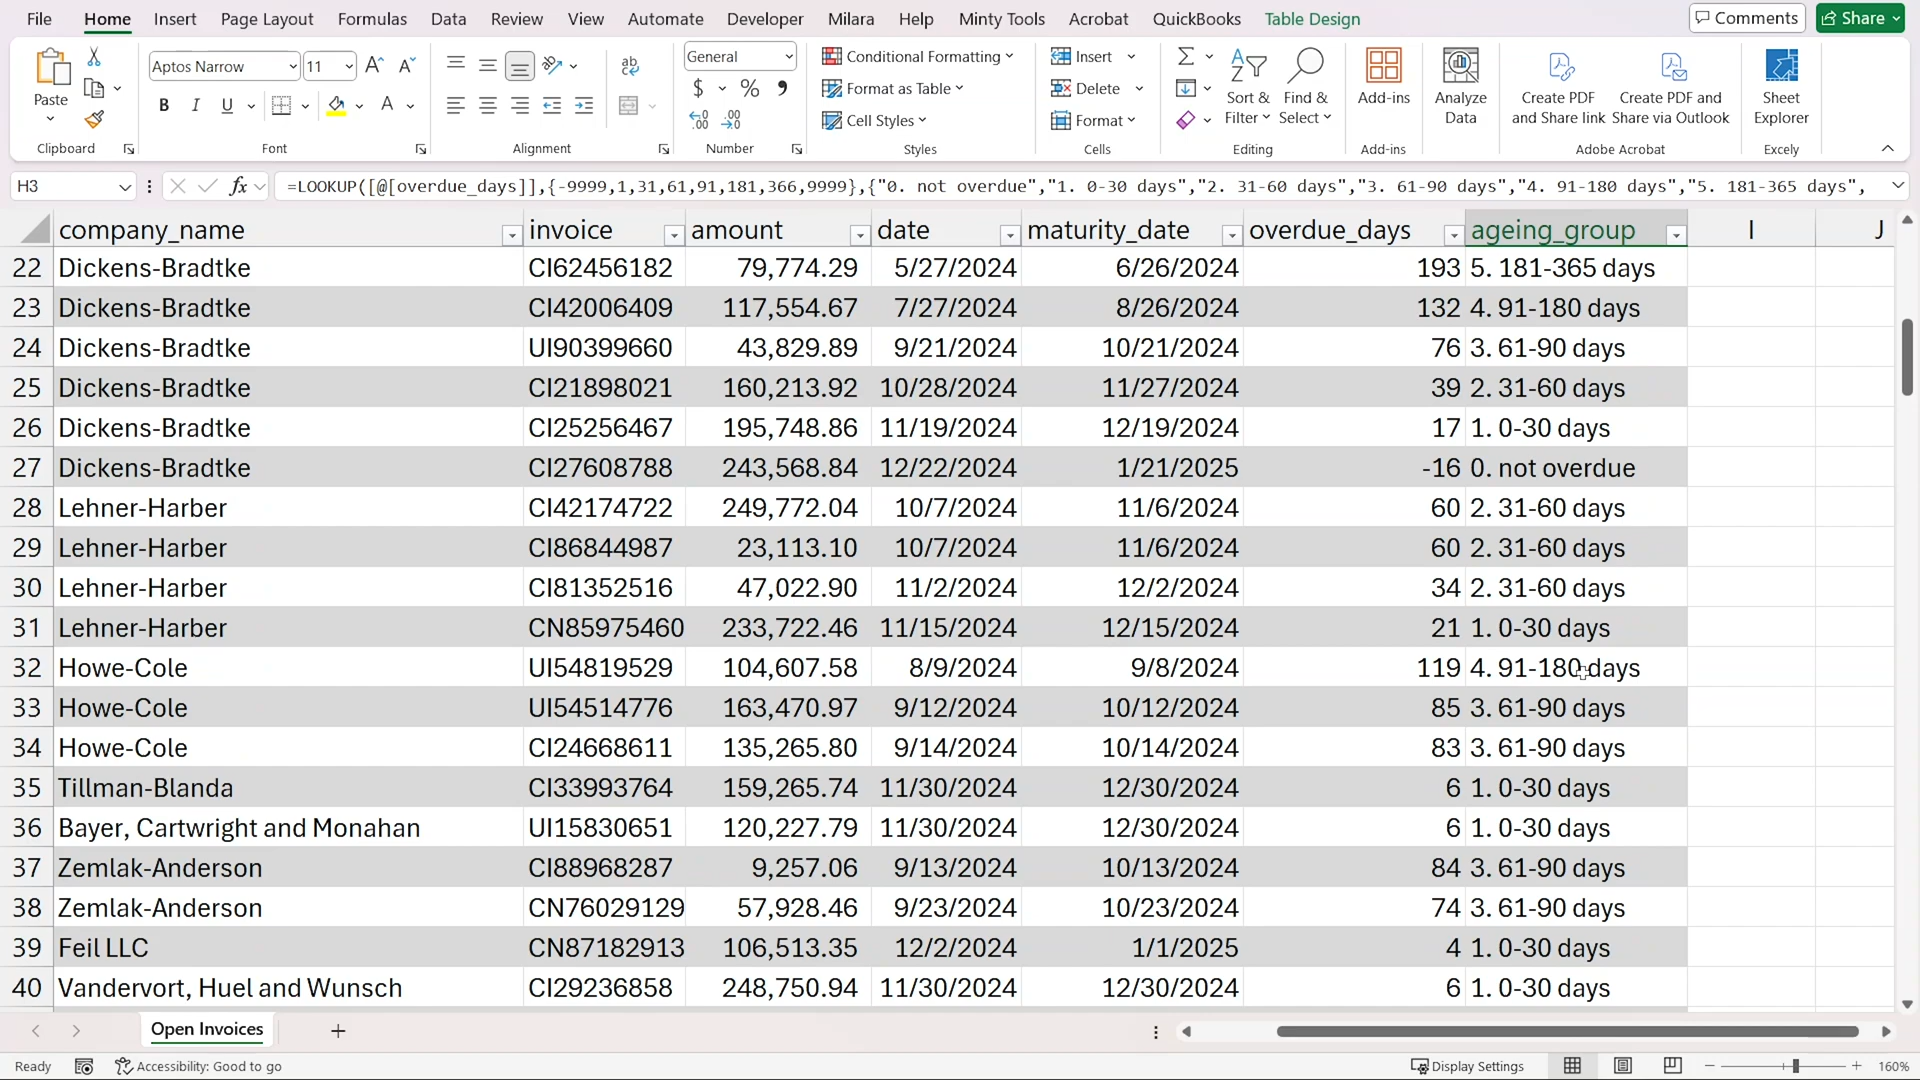 File Home Insert Page Layout Formulas Data Review View Automate Developer Milara Help Minty Tools Acrobat QuickBooks Table Design Comments Share
Paste
Clipboard
Aptos Narrow 11
B I U A
Font
ab
Alignment
General
$ %
Number
Conditional Formatting
Format as Table
Cell Styles
Styles
Insert
Delete
Format
Cells
Sort & Filter
Find & Select
Editing
Add-ins
Add-ins
Analyze Data
Create PDF and Share link
Create PDF and Share via Outlook
Adobe Acrobat
Sheet Explorer
Excely
H3 fx =LOOKUP([@[overdue_days]],{-9999,1,31,61,91,181,366,9999},{"0. not overdue","1. 0-30 days","2. 31-60 days","3. 61-90 days","4. 91-180 days","5. 181-365 days",
company_name invoice amount date maturity_date overdue_days ageing_group I J
22 Dickens-Bradtke CI62456182 79,774.29 5/27/2024 6/26/2024 193 5. 181-365 days
23 Dickens-Bradtke CI42006409 117,554.67 7/27/2024 8/26/2024 132 4. 91-180 days
24 Dickens-Bradtke UI90399660 43,829.89 9/21/2024 10/21/2024 76 3. 61-90 days
25 Dickens-Bradtke CI21898021 160,213.92 10/28/2024 11/27/2024 39 2. 31-60 days
26 Dickens-Bradtke CI25256467 195,748.86 11/19/2024 12/19/2024 17 1. 0-30 days
27 Dickens-Bradtke CI27608788 243,568.84 12/22/2024 1/21/2025 -16 0. not overdue
28 Lehner-Harber CI42174722 249,772.04 10/7/2024 11/6/2024 60 2. 31-60 days
29 Lehner-Harber CI86844987 23,113.10 10/7/2024 11/6/2024 60 2. 31-60 days
30 Lehner-Harber CI81352516 47,022.90 11/2/2024 12/2/2024 34 2. 31-60 days
31 Lehner-Harber CN85975460 233,722.46 11/15/2024 12/15/2024 21 1. 0-30 days
32 Howe-Cole UI54819529 104,607.58 8/9/2024 9/8/2024 119 4. 91-180 days
33 Howe-Cole UI54514776 163,470.97 9/12/2024 10/12/2024 85 3. 61-90 days
34 Howe-Cole CI24668611 135,265.80 9/14/2024 10/14/2024 83 3. 61-90 days
35 Tillman-Blanda CI33993764 159,265.74 11/30/2024 12/30/2024 6 1. 0-30 days
36 Bayer, Cartwright and Monahan UI15830651 120,227.79 11/30/2024 12/30/2024 6 1. 0-30 days
37 Zemlak-Anderson CI88968287 9,257.06 9/13/2024 10/13/2024 84 3. 61-90 days
38 Zemlak-Anderson CN76029129 57,928.46 9/23/2024 10/23/2024 74 3. 61-90 days
39 Feil LLC CN87182913 106,513.35 12/2/2024 1/1/2025 4 1. 0-30 days
40 Vandervort, Huel and Wunsch CI29236858 248,750.94 11/30/2024 12/30/2024 6 1. 0-30 days
Open Invoices
Ready Accessibility: Good to go Display Settings 160%